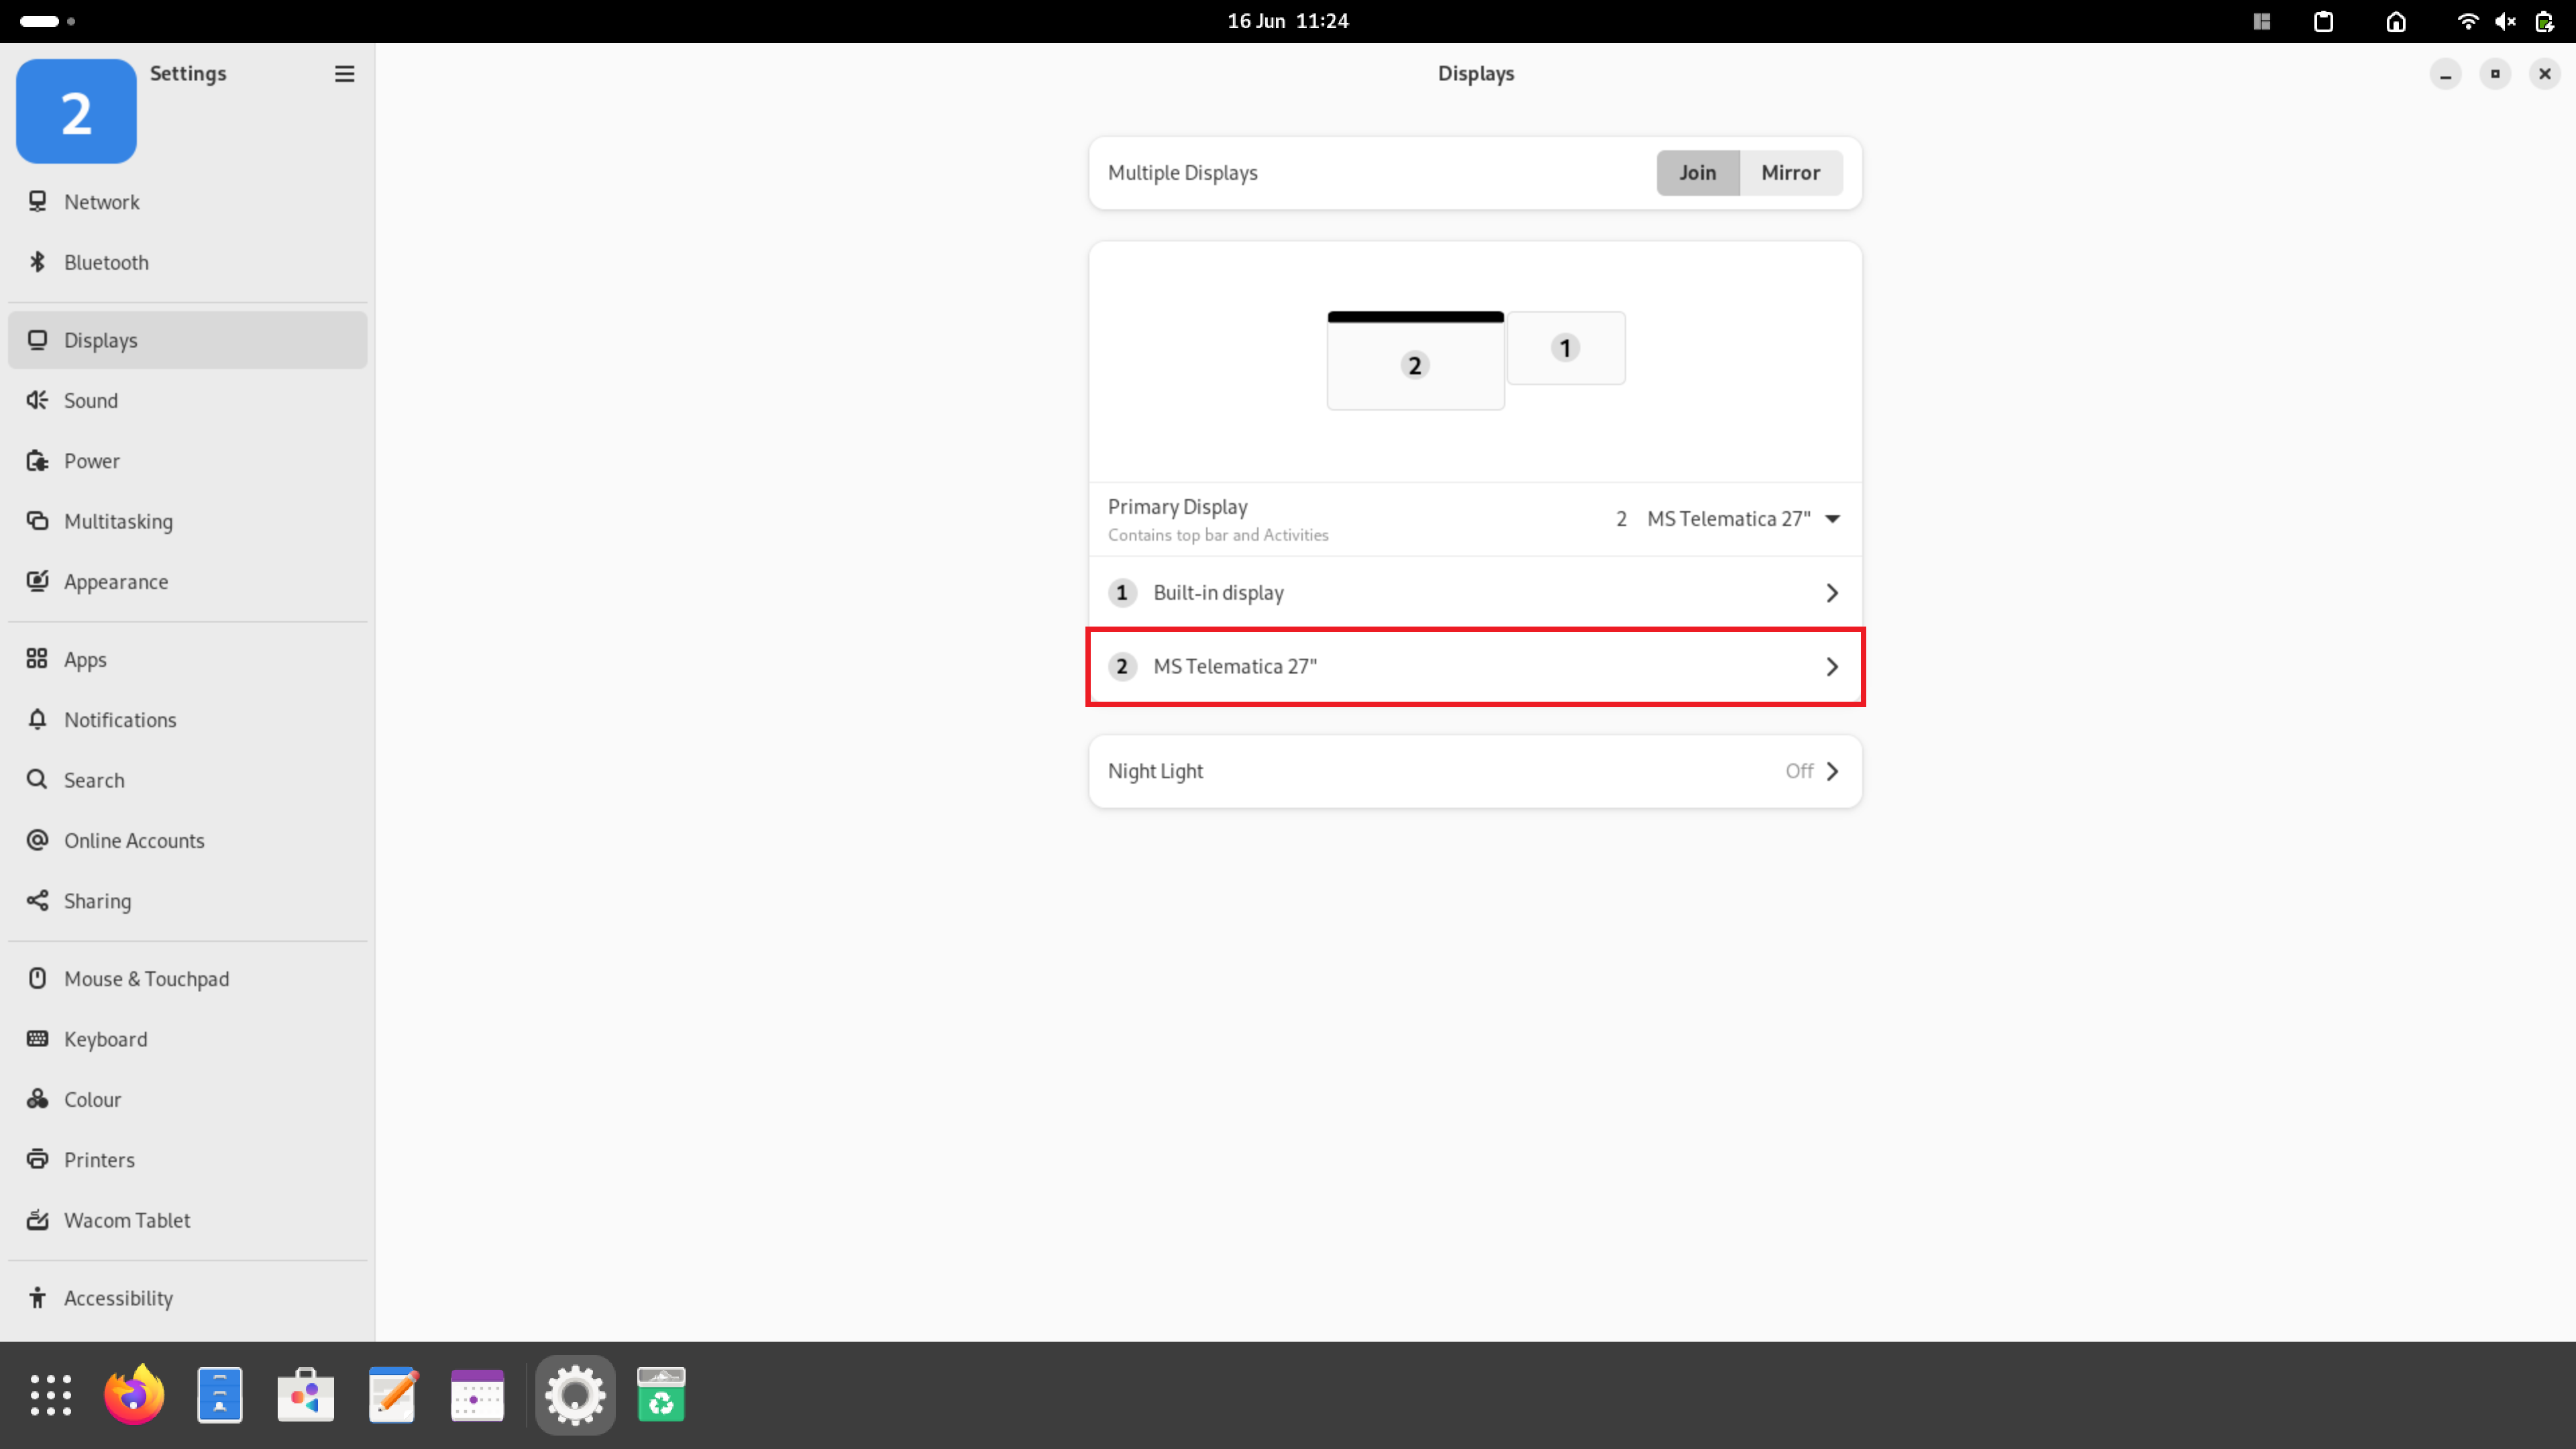 16 Jun 11:24
Settings
2
Network
Bluetooth
Displays
Sound
Power
Multitasking
Appearance
Apps
Notifications
Search
Online Accounts
Sharing
Mouse & Touchpad
Keyboard
Colour
Printers
Wacom Tablet
Accessibility
Displays
Multiple Displays
Join
Mirror
2
1
Primary Display
Contains top bar and Activities
2 MS Telematica 27"
1 Built-in display
2 MS Telematica 27"
Night Light
Off